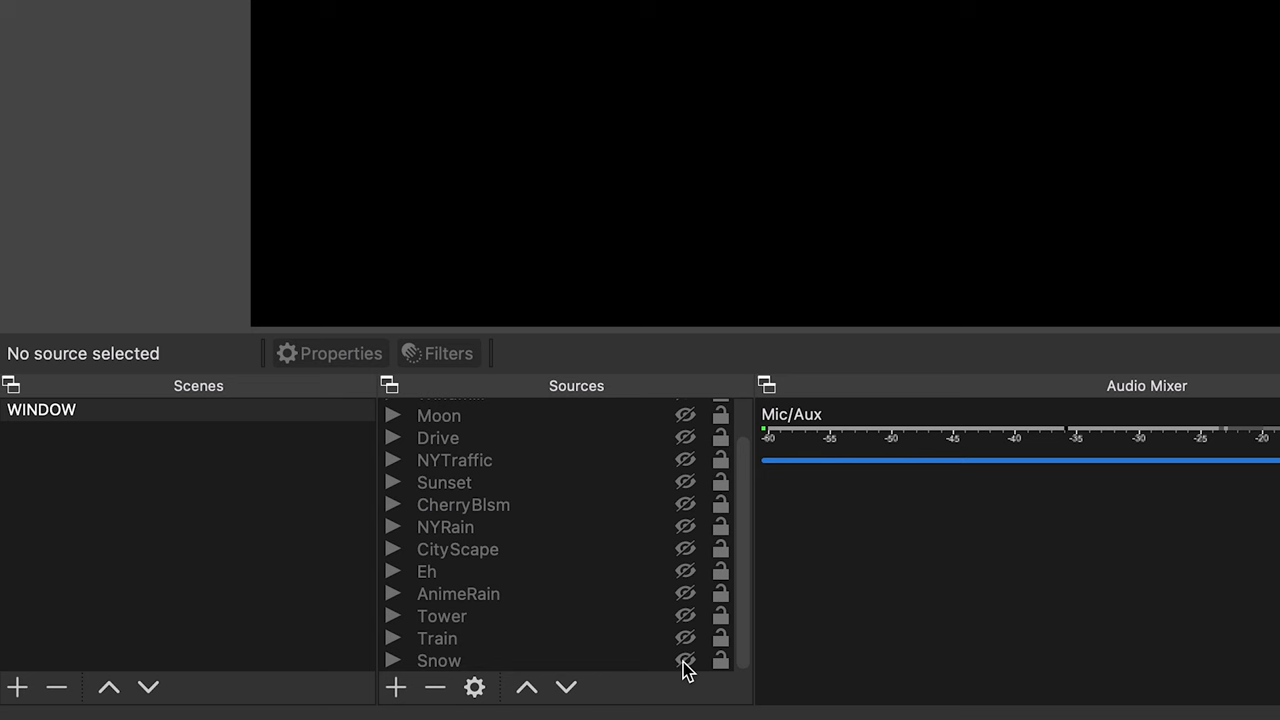 No source selected
Properties
Filters
Scenes
Sources
Audio Mixer
WINDOW
Moon
Drive
NYTraffic
Sunset
CherryBlsm
NYRain
CityScape
Eh
AnimeRain
Tower
Train
Snow
Mic/Aux
-60 -55 -50 -45 -40 -35 -30 -25 -20